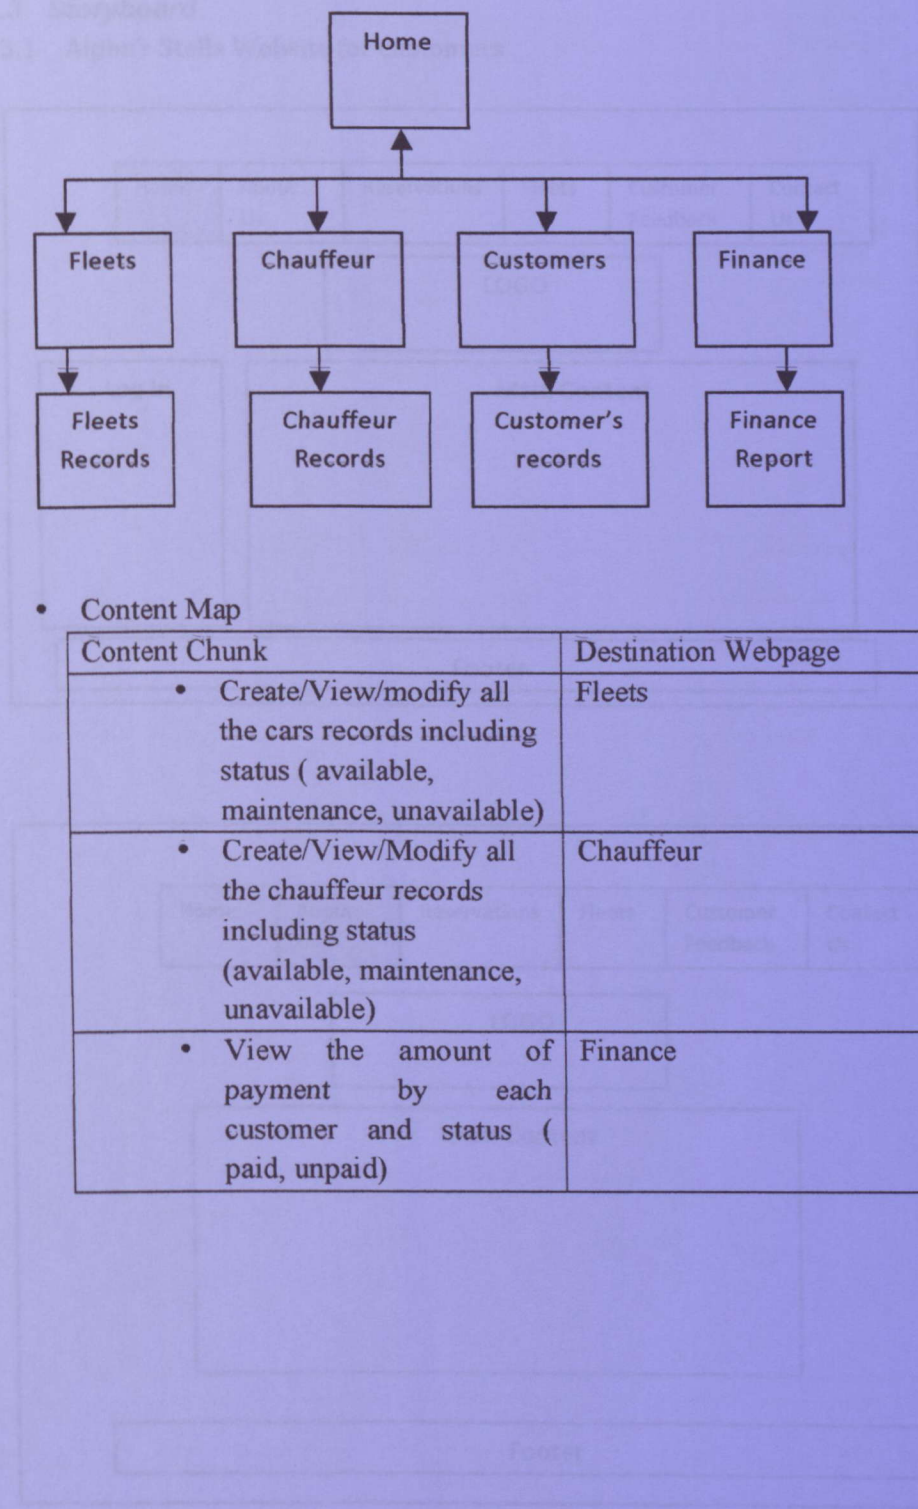 Home
Fleets
Chauffeur
Customers
Finance
Fleets
Records
Chauffeur
Records
Customer's
records
Finance
Report
• Content Map
Content Chunk
Destination Webpage
• Create/View/modify all
the cars records including
status ( available,
maintenance, unavailable)
Fleets
• Create/View/Modify all
the chauffeur records
including status
(available, maintenance,
unavailable)
Chauffeur
• View the amount of
payment by each
customer and status (
paid, unpaid)
Finance